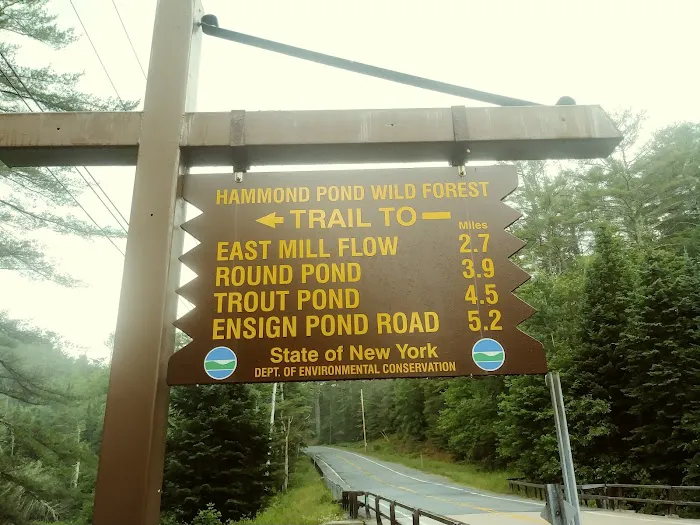 HAMMOND POND WILD FOREST
← TRAIL TO –
Miles
EAST MILL FLOW 2.7
ROUND POND 3.9
TROUT POND 4.5
ENSIGN POND ROAD 5.2
State of New York
DEPT. OF ENVIRONMENTAL CONSERVATION